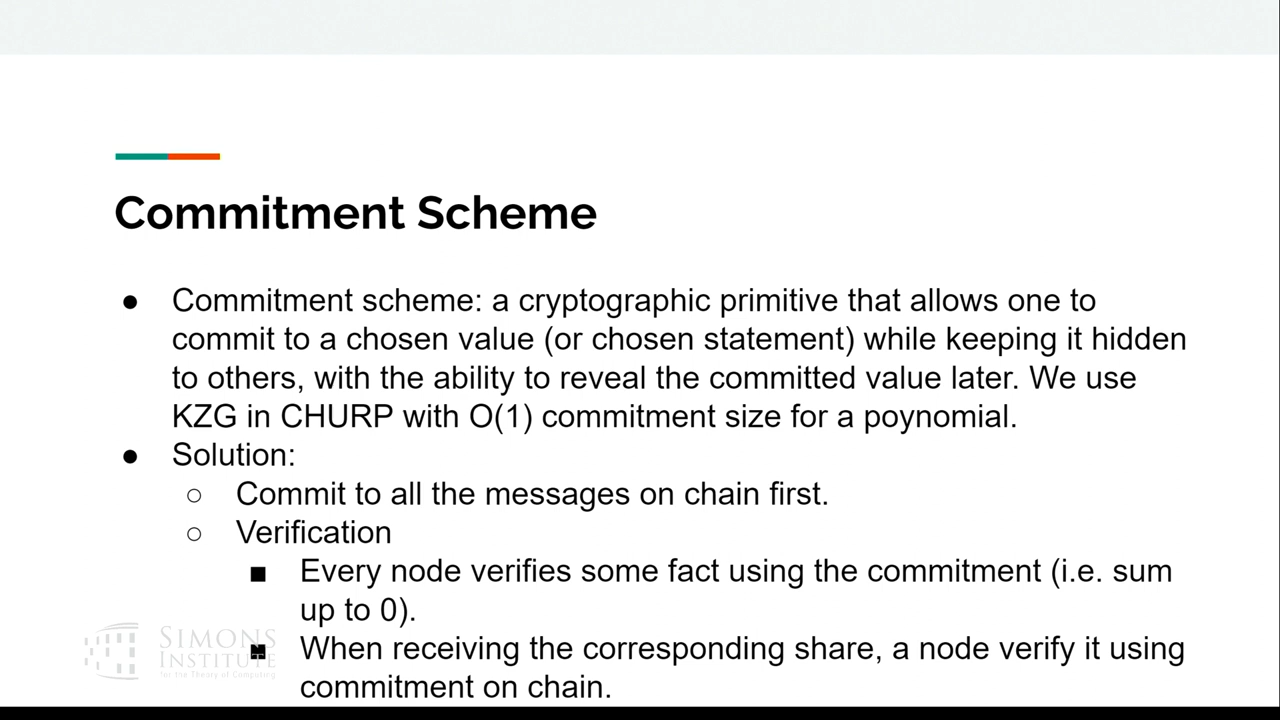 Commitment Scheme
● Commitment scheme: a cryptographic primitive that allows one to
commit to a chosen value (or chosen statement) while keeping it hidden
to others, with the ability to reveal the committed value later. We use
KZG in CHURP with O(1) commitment size for a poynomial.
● Solution:
○ Commit to all the messages on chain first.
○ Verification
■ Every node verifies some fact using the commitment (i.e. sum
up to 0).
■ When receiving the corresponding share, a node verify it using
commitment on chain.
SIMONS
INSTITUTE
for the Theory of Computing